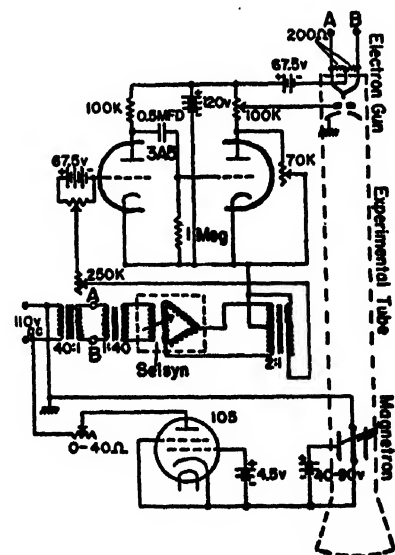 A B
200Ω
Electron Gun
67.5v
100K
0.5MFD
120v
100K
3A5
67.5v
70K
1 Meg
Experimental Tube
250K
A
110v
B
40:1
1:40
Selsyn
2:1
Magnetron
105
0-40Ω
4.5v
40-90v